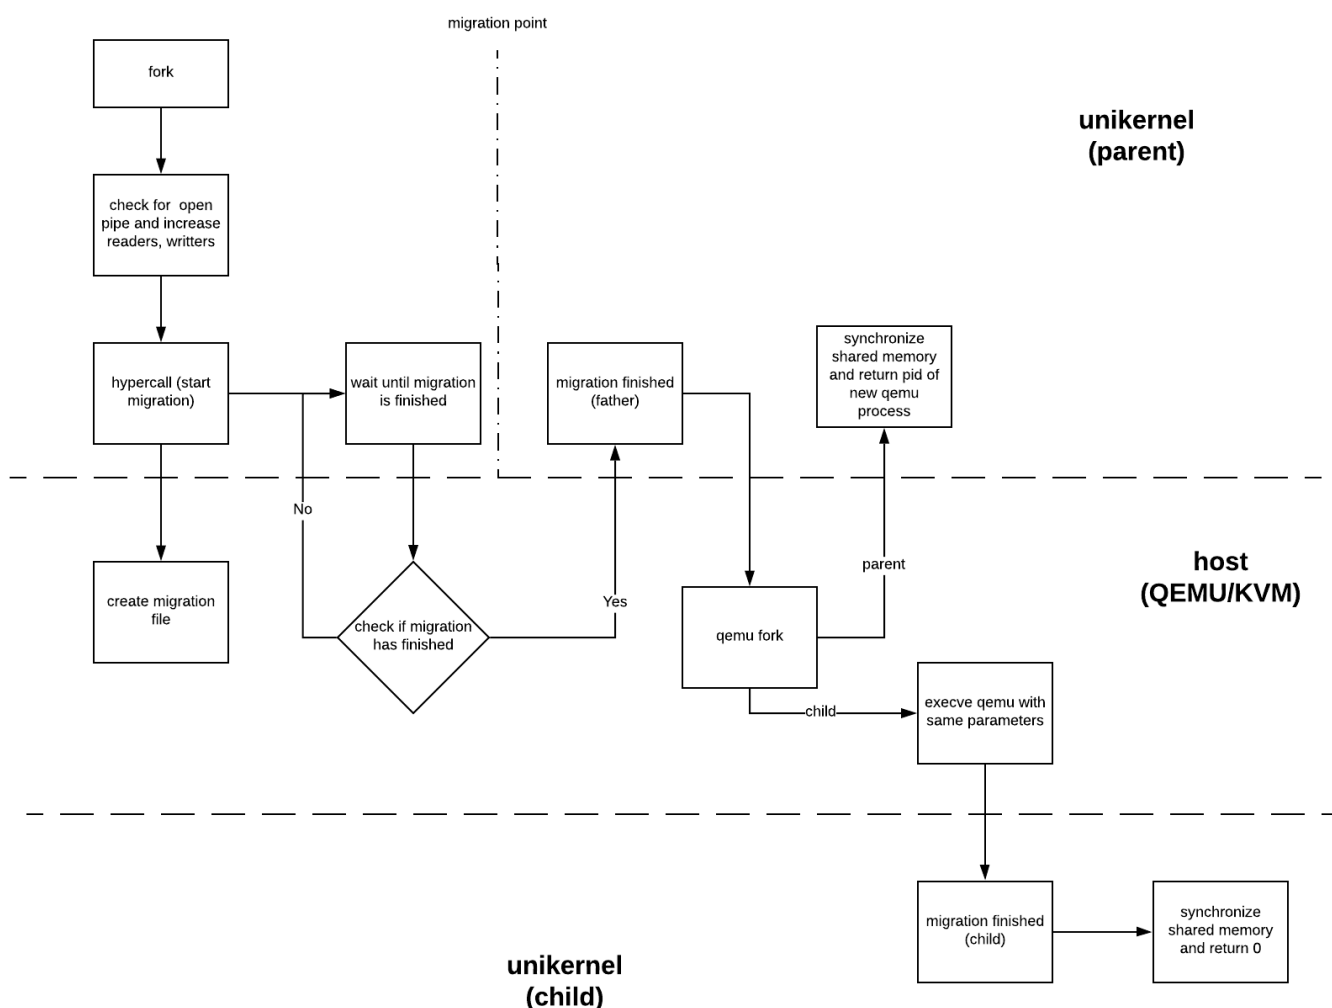 migration point
fork
unikernel
(parent)
check for open
pipe and increase
readers, writters
hypercall (start
migration)
wait until migration
is finished
migration finished
(father)
synchronize
shared memory
and return pid of
new qemu
process
No
parent
host
(QEMU/KVM)
create migration
file
check if migration
has finished
Yes
qemu fork
child
execve qemu with
same parameters
migration finished
(child)
synchronize
shared memory
and return 0
unikernel
(child)